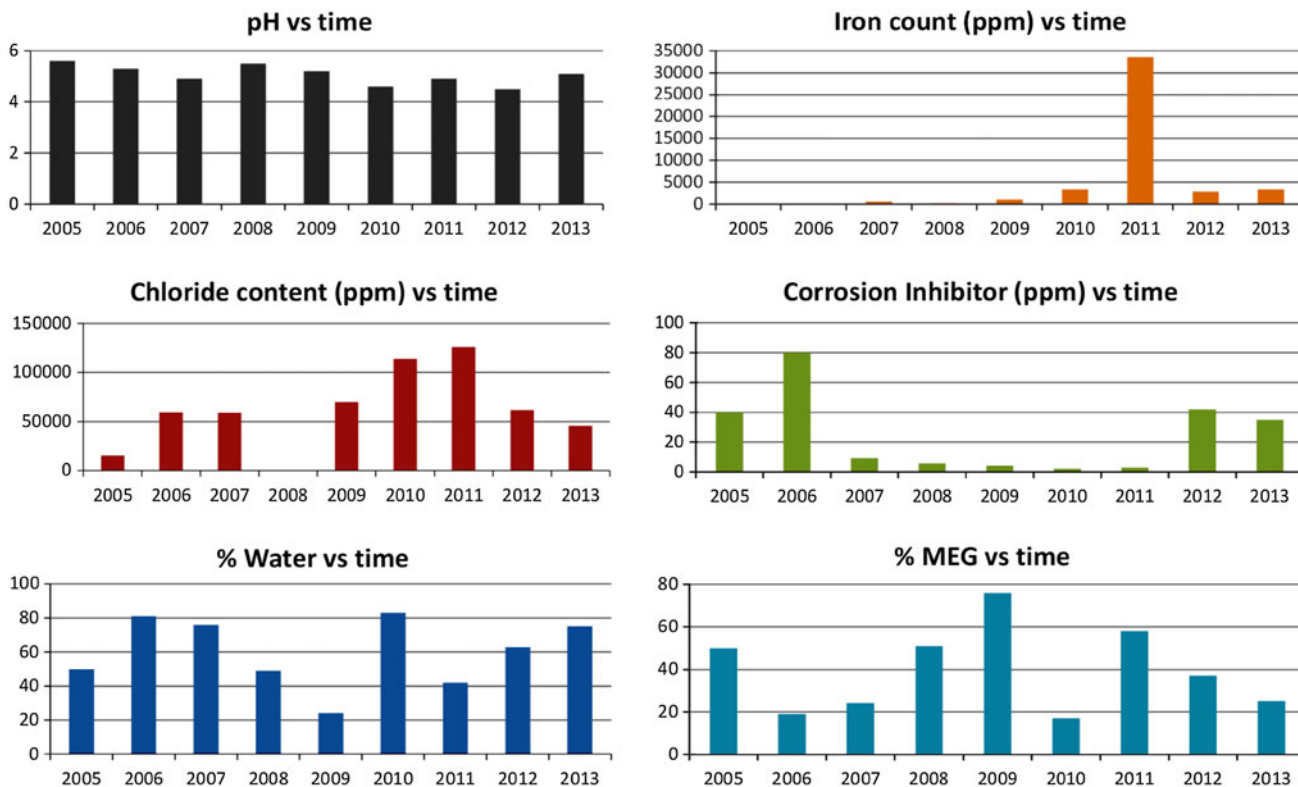 pH vs time
6
4
2
0
2005 2006 2007 2008 2009 2010 2011 2012 2013
Iron count (ppm) vs time
35000
30000
25000
20000
15000
10000
5000
0
2005 2006 2007 2008 2009 2010 2011 2012 2013
Chloride content (ppm) vs time
150000
100000
50000
0
2005 2006 2007 2008 2009 2010 2011 2012 2013
Corrosion Inhibitor (ppm) vs time
100
80
60
40
20
0
2005 2006 2007 2008 2009 2010 2011 2012 2013
% Water vs time
100
80
60
40
20
0
2005 2006 2007 2008 2009 2010 2011 2012 2013
% MEG vs time
80
60
40
20
0
2005 2006 2007 2008 2009 2010 2011 2012 2013